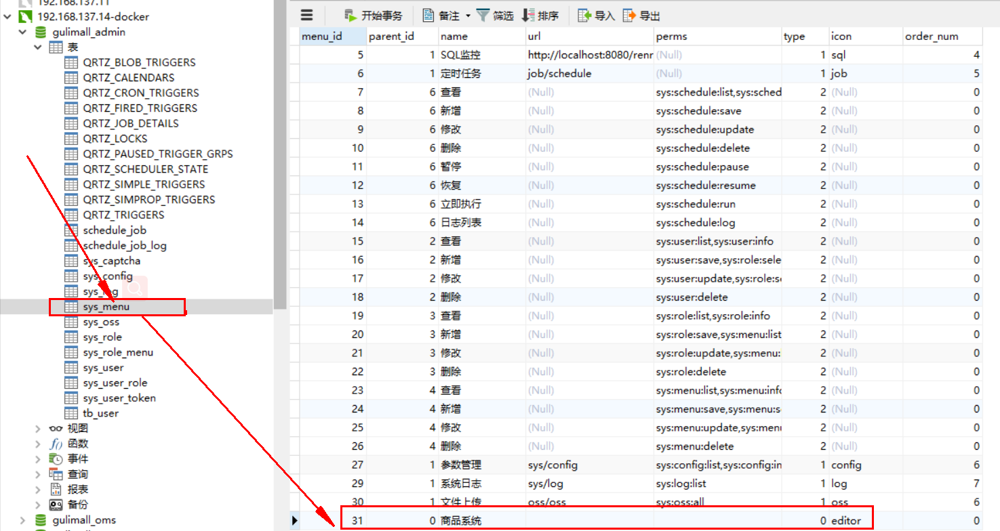 192.168.137.11
192.168.137.14-docker
gulimall_admin
表
QRTZ_BLOB_TRIGGERS
QRTZ_CALENDARS
QRTZ_CRON_TRIGGERS
QRTZ_FIRED_TRIGGERS
QRTZ_JOB_DETAILS
QRTZ_LOCKS
QRTZ_PAUSED_TRIGGER_GRPS
QRTZ_SCHEDULER_STATE
QRTZ_SIMPLE_TRIGGERS
QRTZ_SIMPROP_TRIGGERS
QRTZ_TRIGGERS
schedule_job
schedule_job_log
sys_captcha
sys_config
sys_log
sys_menu
sys_oss
sys_role
sys_role_menu
sys_user
sys_user_role
sys_user_token
tb_user
视图
f() 函数
事件
查询
报表
备份
gulimall_oms
开始事务 备注 筛选 排序 导入 导出
menu_id parent_id name url perms type icon order_num
5 1 SQL监控 http://localhost:8080/renr (Null) 1 sql 4
6 1 定时任务 job/schedule (Null) 1 job 5
7 6 查看 (Null) sys:schedule:list,sys:sched 2 (Null) 0
8 6 新增 (Null) sys:schedule:save 2 (Null) 0
9 6 修改 (Null) sys:schedule:update 2 (Null) 0
10 6 删除 (Null) sys:schedule:delete 2 (Null) 0
11 6 暂停 (Null) sys:schedule:pause 2 (Null) 0
12 6 恢复 (Null) sys:schedule:resume 2 (Null) 0
13 6 立即执行 (Null) sys:schedule:run 2 (Null) 0
14 6 日志列表 (Null) sys:schedule:log 2 (Null) 0
15 2 查看 (Null) sys:user:list,sys:user:info 2 (Null) 0
16 2 新增 (Null) sys:user:save,sys:role:sele 2 (Null) 0
17 2 修改 (Null) sys:user:update,sys:role:se 2 (Null) 0
18 2 删除 (Null) sys:user:delete 2 (Null) 0
19 3 查看 (Null) sys:role:list,sys:role:info 2 (Null) 0
20 3 新增 (Null) sys:role:save,sys:menu:list 2 (Null) 0
21 3 修改 (Null) sys:role:update,sys:menu: 2 (Null) 0
22 3 删除 (Null) sys:role:delete 2 (Null) 0
23 4 查看 (Null) sys:menu:list,sys:menu:info 2 (Null) 0
24 4 新增 (Null) sys:menu:save,sys:menu:s 2 (Null) 0
25 4 修改 (Null) sys:menu:update,sys:menu 2 (Null) 0
26 4 删除 (Null) sys:menu:delete 2 (Null) 0
27 1 参数管理 sys/config sys:config:list,sys:config:in 1 config 6
29 1 系统日志 sys/log sys:log:list 1 log 7
30 1 文件上传 oss/oss sys:oss:all 1 oss 6
31 0 商品系统 0 editor 0